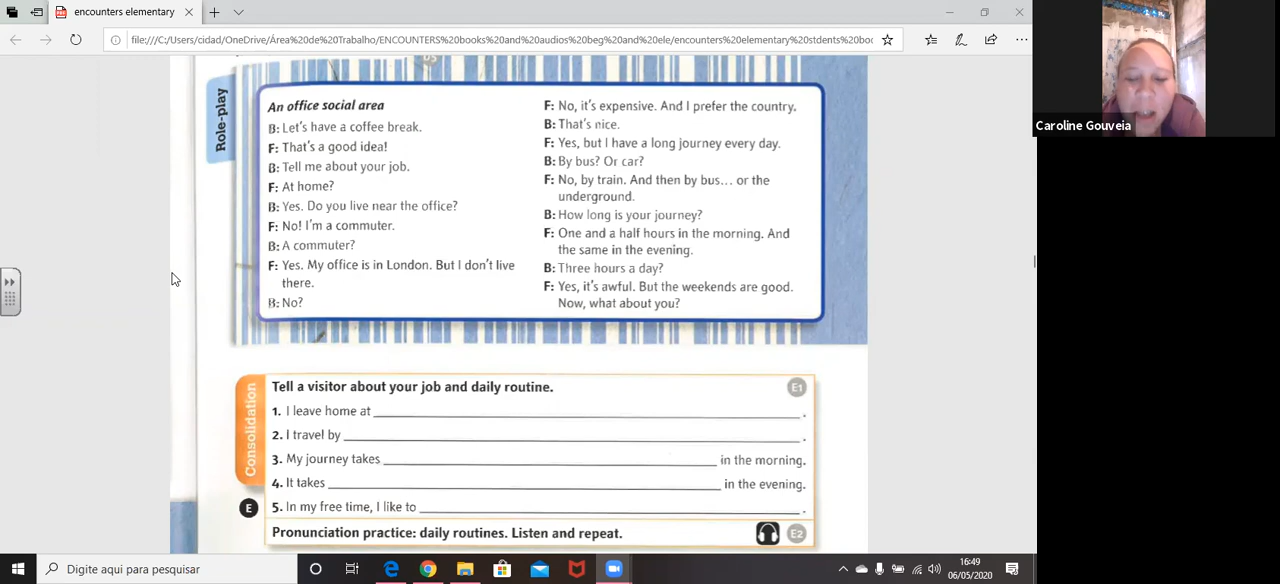 encounters elementary
file:///C:/Users/cidad/OneDrive/Área%20de%20Trabalho/ENCOUNTERS%20books%20and%20audios%20beg%20and%20ele/encounters%20elementary%20stdents%20boo
Caroline Gouveia
Role-play
An office social area
B: Let's have a coffee break.
F: That's a good idea!
B: Tell me about your job.
F: At home?
B: Yes. Do you live near the office?
F: No! I'm a commuter.
B: A commuter?
F: Yes. My office is in London. But I don't live
there.
B: No?
F: No, it's expensive. And I prefer the country.
B: That's nice.
F: Yes, but I have a long journey every day.
B: By bus? Or car?
F: No, by train. And then by bus... or the
underground.
B: How long is your journey?
F: One and a half hours in the morning. And
the same in the evening.
B: Three hours a day?
F: Yes, it's awful. But the weekends are good.
Now, what about you?
Consolidation
Tell a visitor about your job and daily routine. E1
1. I leave home at ____.
2. I travel by ____.
3. My journey takes ____ in the morning.
4. It takes ____ in the evening.
E 5. In my free time, I like to ____.
Pronunciation practice: daily routines. Listen and repeat. E2
Digite aqui para pesquisar
16:49
06/05/2020